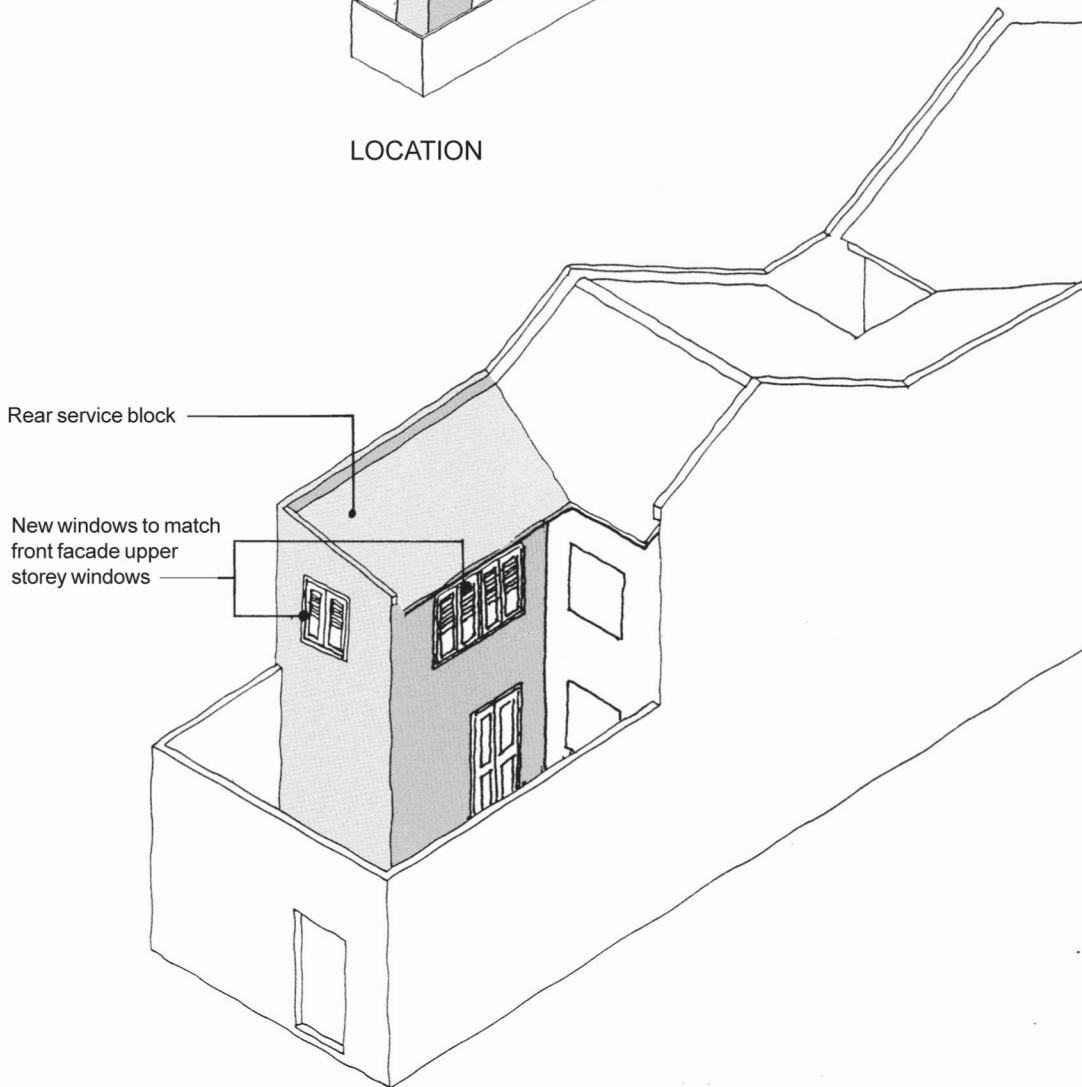 LOCATION
Rear service block
New windows to match
front facade upper
storey windows